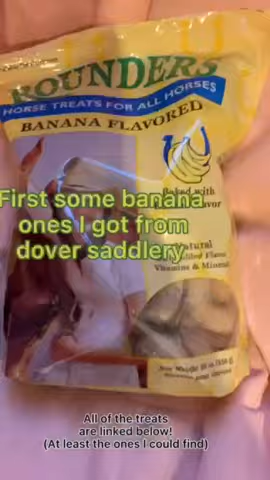 ROUNDERS
HORSE TREATS FOR ALL HORSES
BANANA FLAVORED
First some banana
ones I got from
dover saddlery
Baked with
Natural
Vitamins & Minerals
All of the treats
are linked below!
(At least the ones I could find)